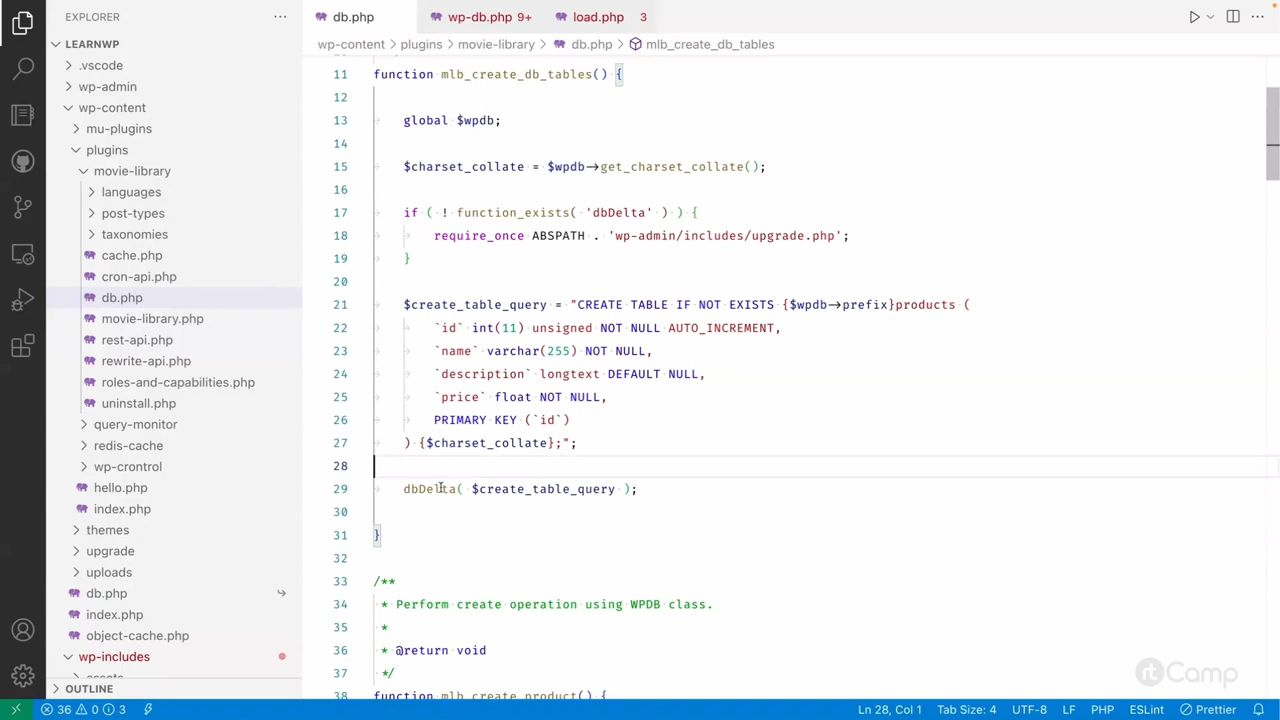 EXPLORER
LEARNWP
.vscode
wp-admin
wp-content
mu-plugins
plugins
movie-library
languages
post-types
taxonomies
cache.php
cron-api.php
db.php
movie-library.php
rest-api.php
rewrite-api.php
roles-and-capabilities.php
uninstall.php
query-monitor
redis-cache
wp-crontrol
hello.php
index.php
themes
upgrade
uploads
db.php
index.php
object-cache.php
wp-includes
OUTLINE
db.php wp-db.php 9+ load.php 3
wp-content > plugins > movie-library > db.php > mlb_create_db_tables
11 function mlb_create_db_tables() {
12
13 global $wpdb;
14
15 $charset_collate = $wpdb->get_charset_collate();
16
17 if ( ! function_exists( 'dbDelta' ) ) {
18 require_once ABSPATH . 'wp-admin/includes/upgrade.php';
19 }
20
21 $create_table_query = "CREATE TABLE IF NOT EXISTS {$wpdb->prefix}products (
22 `id` int(11) unsigned NOT NULL AUTO_INCREMENT,
23 `name` varchar(255) NOT NULL,
24 `description` longtext DEFAULT NULL,
25 `price` float NOT NULL,
26 PRIMARY KEY (`id`)
27 ) {$charset_collate};";
28
29 dbDelta( $create_table_query );
30
31 }
32
33 /**
34 * Perform create operation using WPDB class.
35 *
36 * @return void
37 */
38 function mlb_create_product() {
rtCamp
36 0 3 Ln 28, Col 1 Tab Size: 4 UTF-8 LF PHP ESLint Prettier